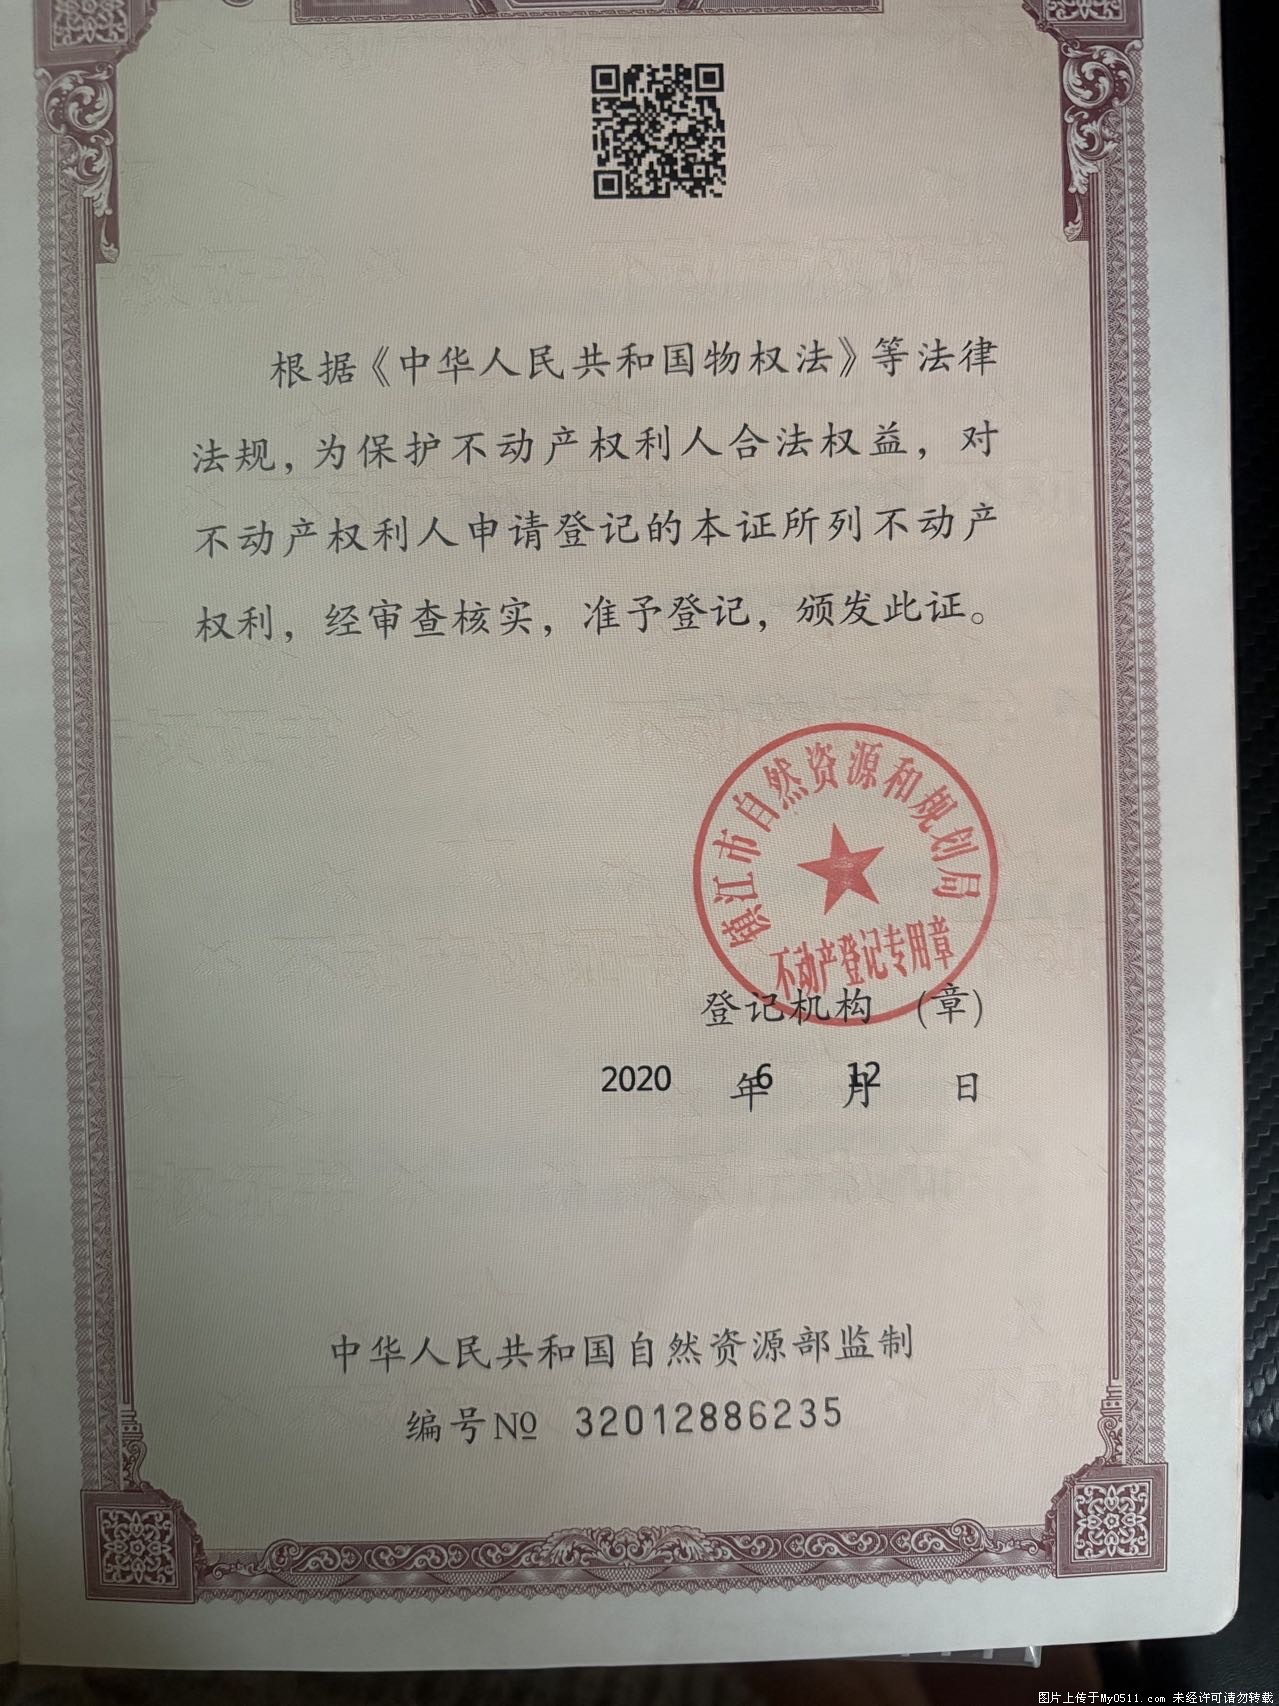 根据《中华人民共和国物权法》等法律
法规，为保护不动产权利人合法权益，对
不动产权利人申请登记的本证所列不动产
权利，经审查核实，准予登记，颁发此证。
镇江市自然资源和规划局
不动产登记专用章
登记机构 (章)
2020 年 6 月 12 日
中华人民共和国自然资源部监制
编号№ 32012886235
图片上传于My0511.com 未经许可请勿转载